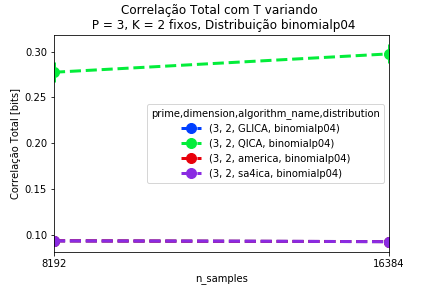 Correlação Total com T variando
P = 3, K = 2 fixos, Distribuição binomialp04
Correlação Total [bits]
0.30
0.25
0.20
0.15
0.10
prime,dimension,algorithm_name,distribution
(3, 2, GLICA, binomialp04)
(3, 2, QICA, binomialp04)
(3, 2, america, binomialp04)
(3, 2, sa4ica, binomialp04)
8192
16384
n_samples